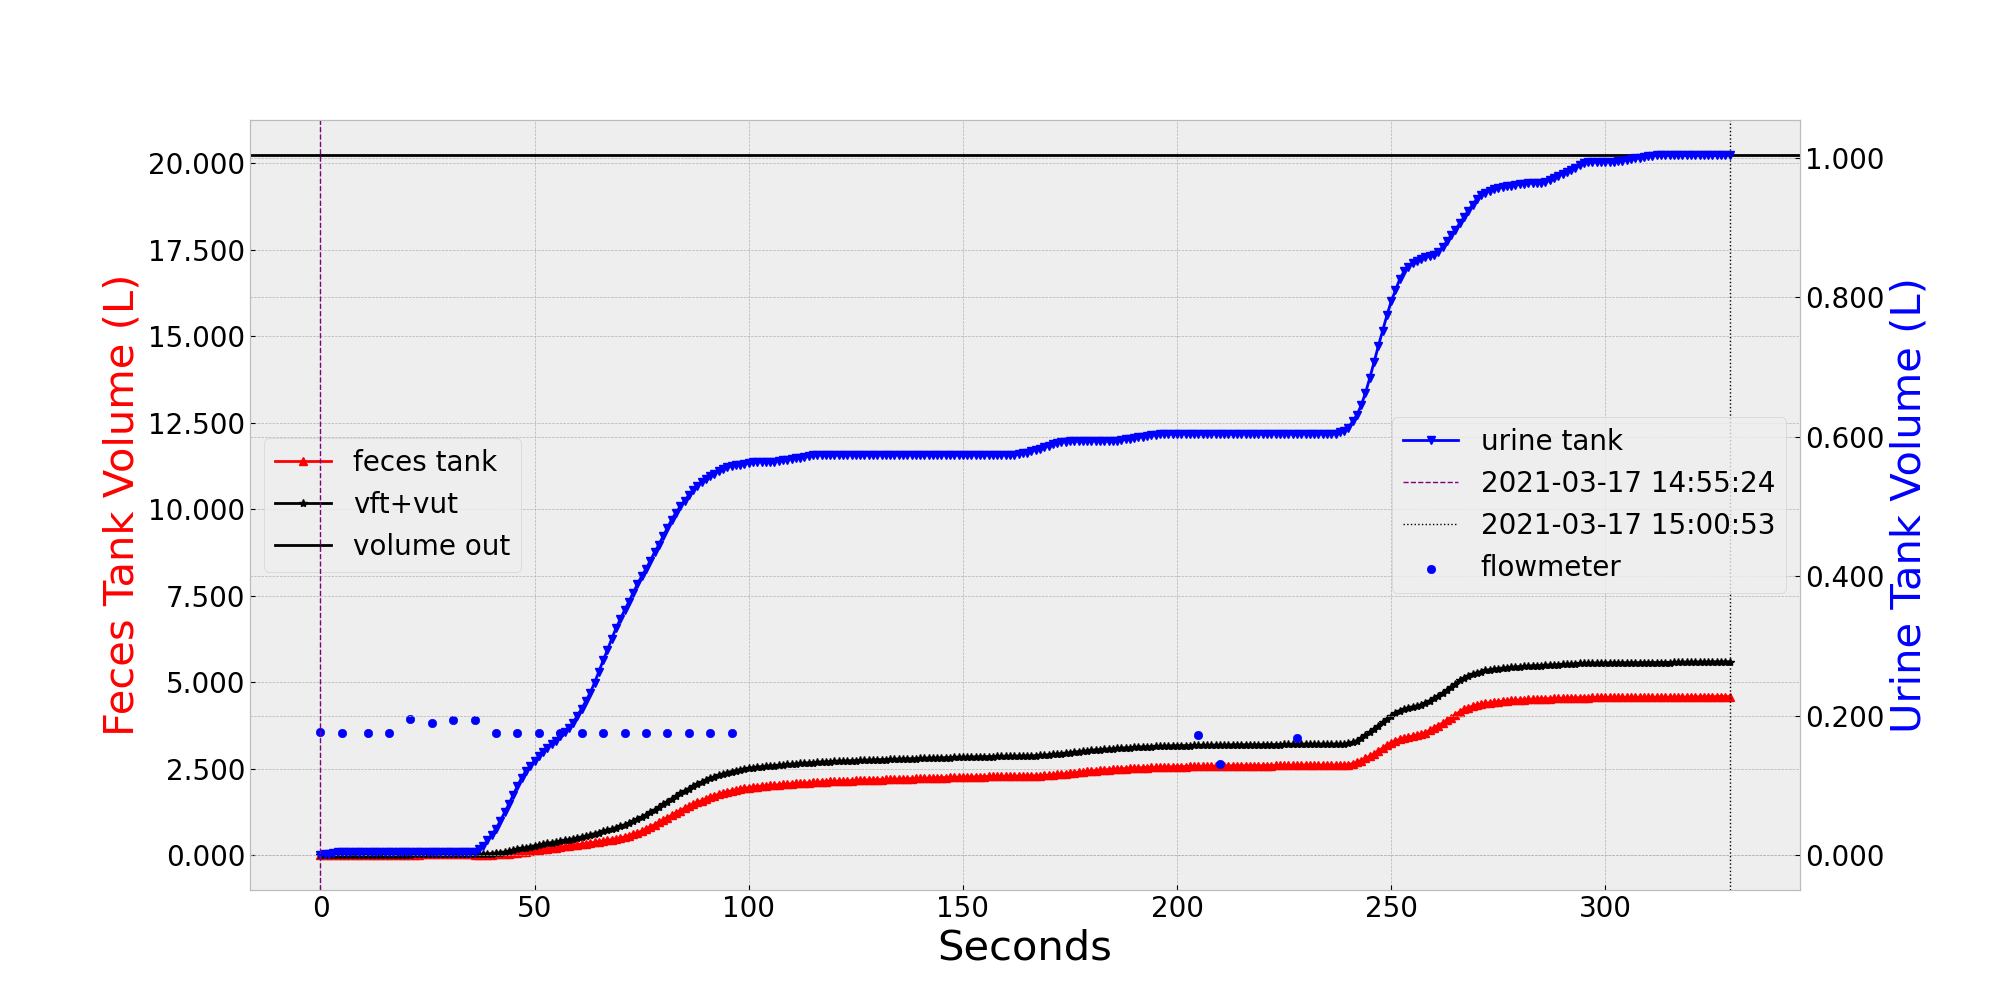 Feces Tank Volume (L)
20.000
17.500
15.000
12.500
10.000
7.500
5.000
2.500
0.000
feces tank
vft+vut
volume out
urine tank
2021-03-17 14:55:24
2021-03-17 15:00:53
flowmeter
1.000
0.800
0.600
0.400
0.200
0.000
Urine Tank Volume (L)
0 50 100 150 200 250 300
Seconds